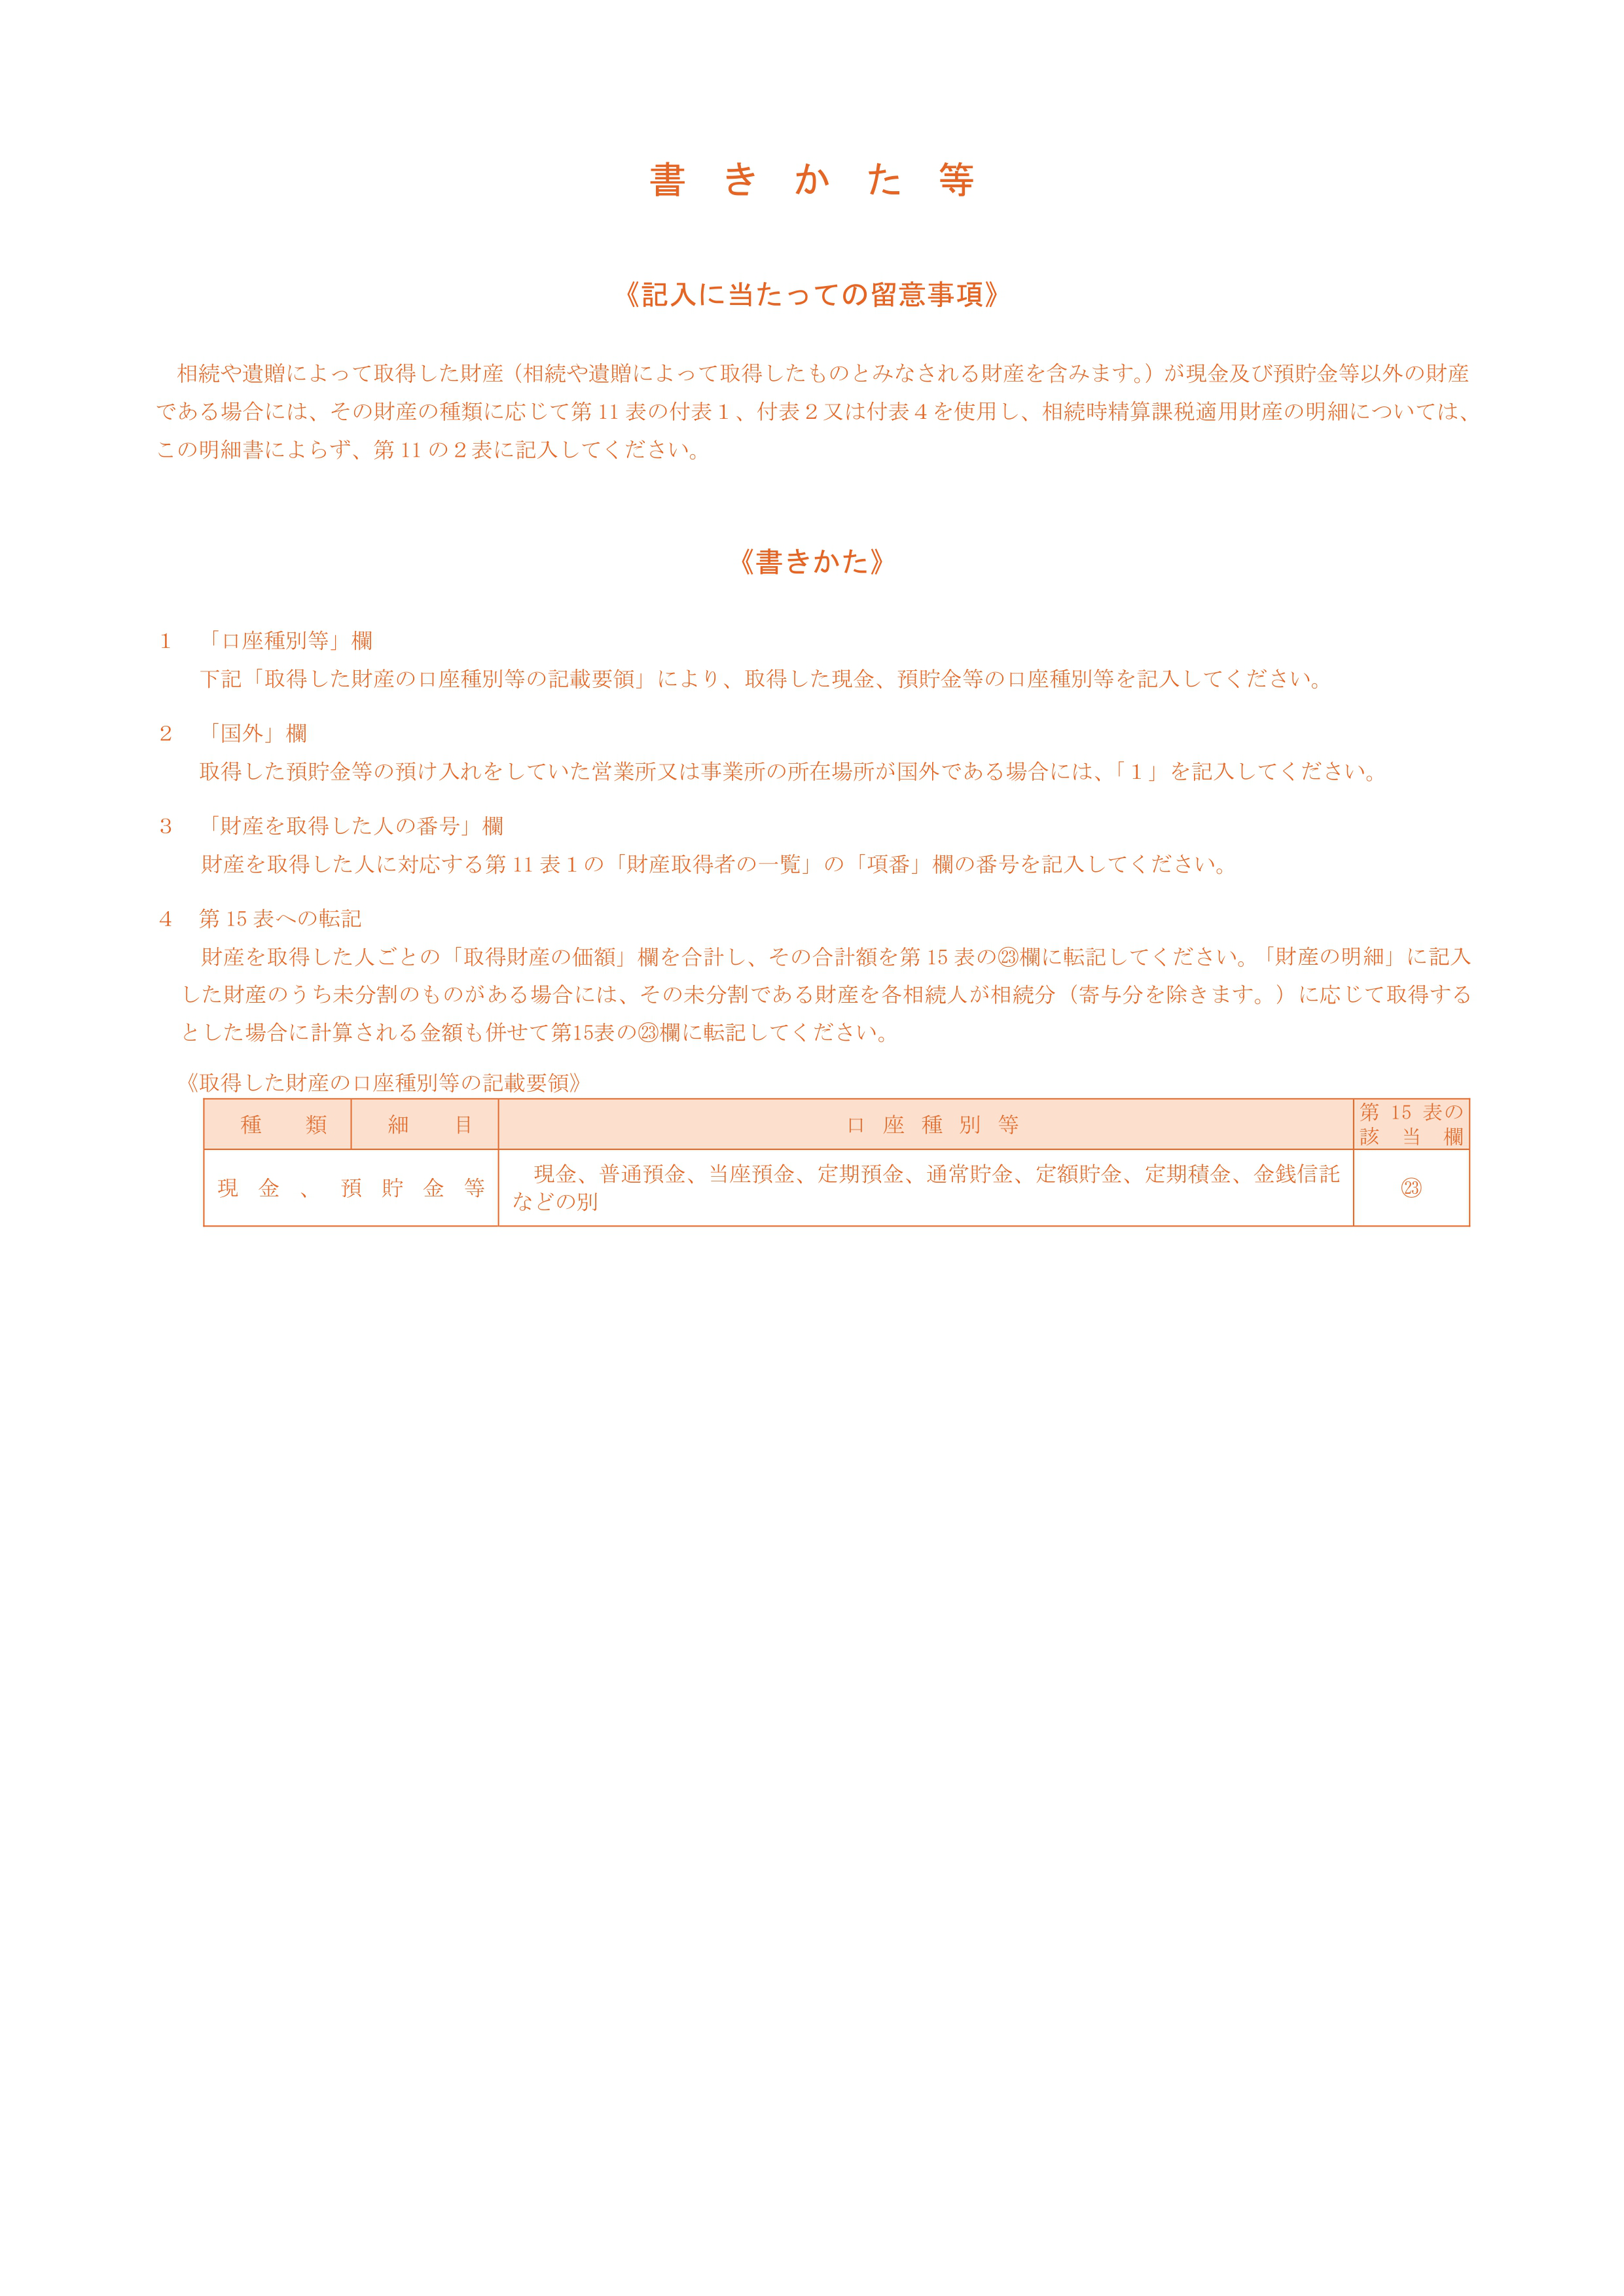 書きかた等
《記入に当たっての留意事項》
相続や遺贈によって取得した財産（相続や遺贈によって取得したものとみなされる財産を含みます。）が現金及び預貯金等以外の財産
である場合には、その財産の種類に応じて第 11 表の付表１、付表２又は付表４を使用し、相続時精算課税適用財産の明細については、
この明細書によらず、第 11 の２表に記入してください。
《書きかた》
１　「口座種別等」欄
下記「取得した財産の口座種別等の記載要領」により、取得した現金、預貯金等の口座種別等を記入してください。
２　「国外」欄
取得した預貯金等の預け入れをしていた営業所又は事業所の所在場所が国外である場合には、「１」を記入してください。
３　「財産を取得した人の番号」欄
財産を取得した人に対応する第 11 表１の「財産取得者の一覧」の「項番」欄の番号を記入してください。
４　第 15 表への転記
財産を取得した人ごとの「取得財産の価額」欄を合計し、その合計額を第 15 表の㉓欄に転記してください。「財産の明細」に記入
した財産のうち未分割のものがある場合には、その未分割である財産を各相続人が相続分（寄与分を除きます。）に応じて取得する
とした場合に計算される金額も併せて第15表の㉓欄に転記してください。
《取得した財産の口座種別等の記載要領》
種類　細目　口座種別等　第 15 表の
該当欄
現金、預貯金等　現金、普通預金、当座預金、定期預金、通常貯金、定額貯金、定期積金、金銭信託
などの別　㉓